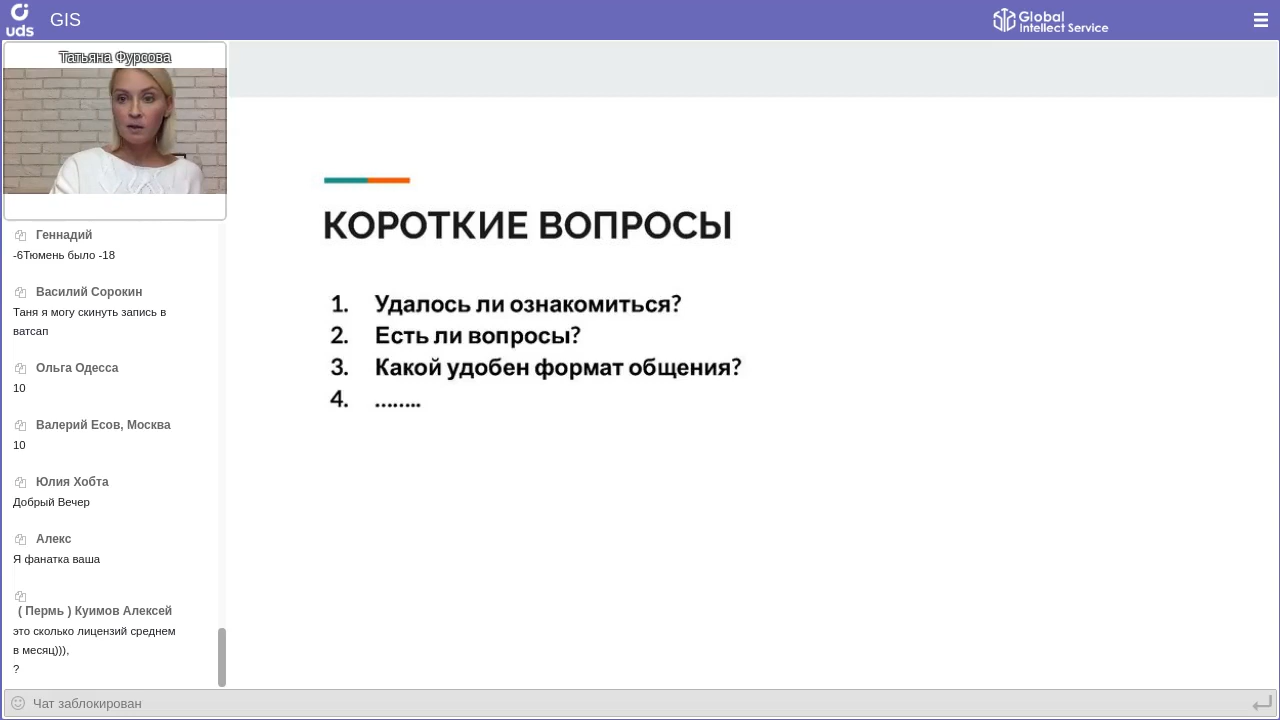 uds
GIS
Global
Intellect Service
Татьяна Фурсова
Геннадий
-6Тюмень было -18
Василий Сорокин
Таня я могу скинуть запись в
ватсап
Ольга Одесса
10
Валерий Есов, Москва
10
Юлия Хобта
Добрый Вечер
Алекс
Я фанатка ваша
( Пермь ) Куимов Алексей
это сколько лицензий среднем
в месяц))),
?
Чат заблокирован
КОРОТКИЕ ВОПРОСЫ
1. Удалось ли ознакомиться?
2. Есть ли вопросы?
3. Какой удобен формат общения?
4. ........